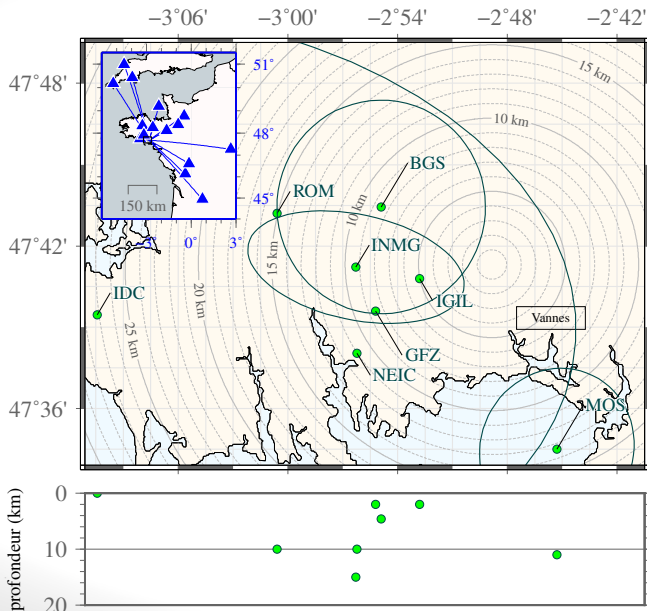 −3°06' −3°00' −2°54' −2°48' −2°42'
47°48'
47°42'
47°36'
51°
48°
45°
0° 3°
150 km
15 km
10 km
10 km
15 km
20 km
25 km
BGS
ROM
INMG
IGIL
IDC
GFZ
NEIC
Vannes
MOS
profondeur (km)
0
10
20